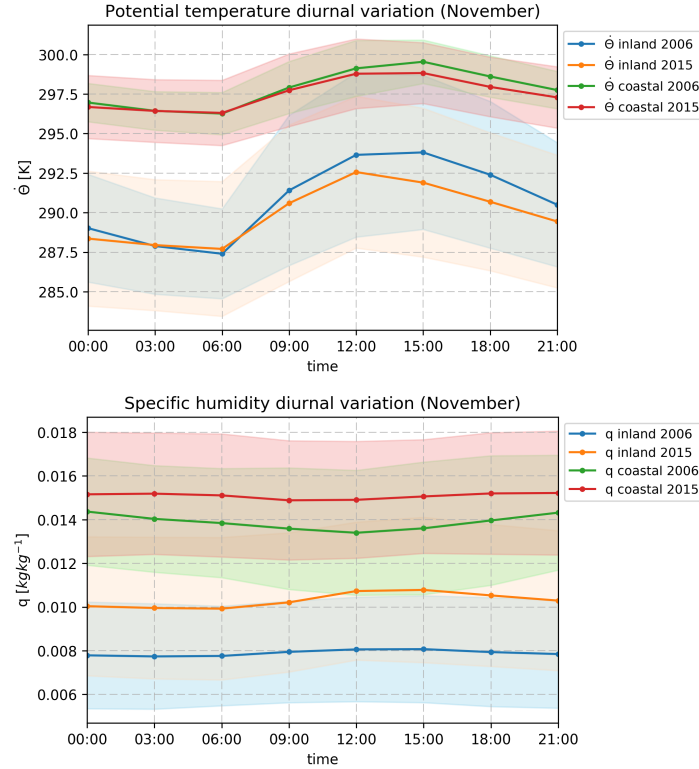 Potential temperature diurnal variation (November)
300.0
297.5
295.0
292.5
290.0
287.5
285.0
Θ̇ [K]
00:00 03:00 06:00 09:00 12:00 15:00 18:00 21:00
time
Θ̇ inland 2006
Θ̇ inland 2015
Θ̇ coastal 2006
Θ̇ coastal 2015
Specific humidity diurnal variation (November)
0.018
0.016
0.014
0.012
0.010
0.008
0.006
q [kgkg⁻¹]
00:00 03:00 06:00 09:00 12:00 15:00 18:00 21:00
time
q inland 2006
q inland 2015
q coastal 2006
q coastal 2015